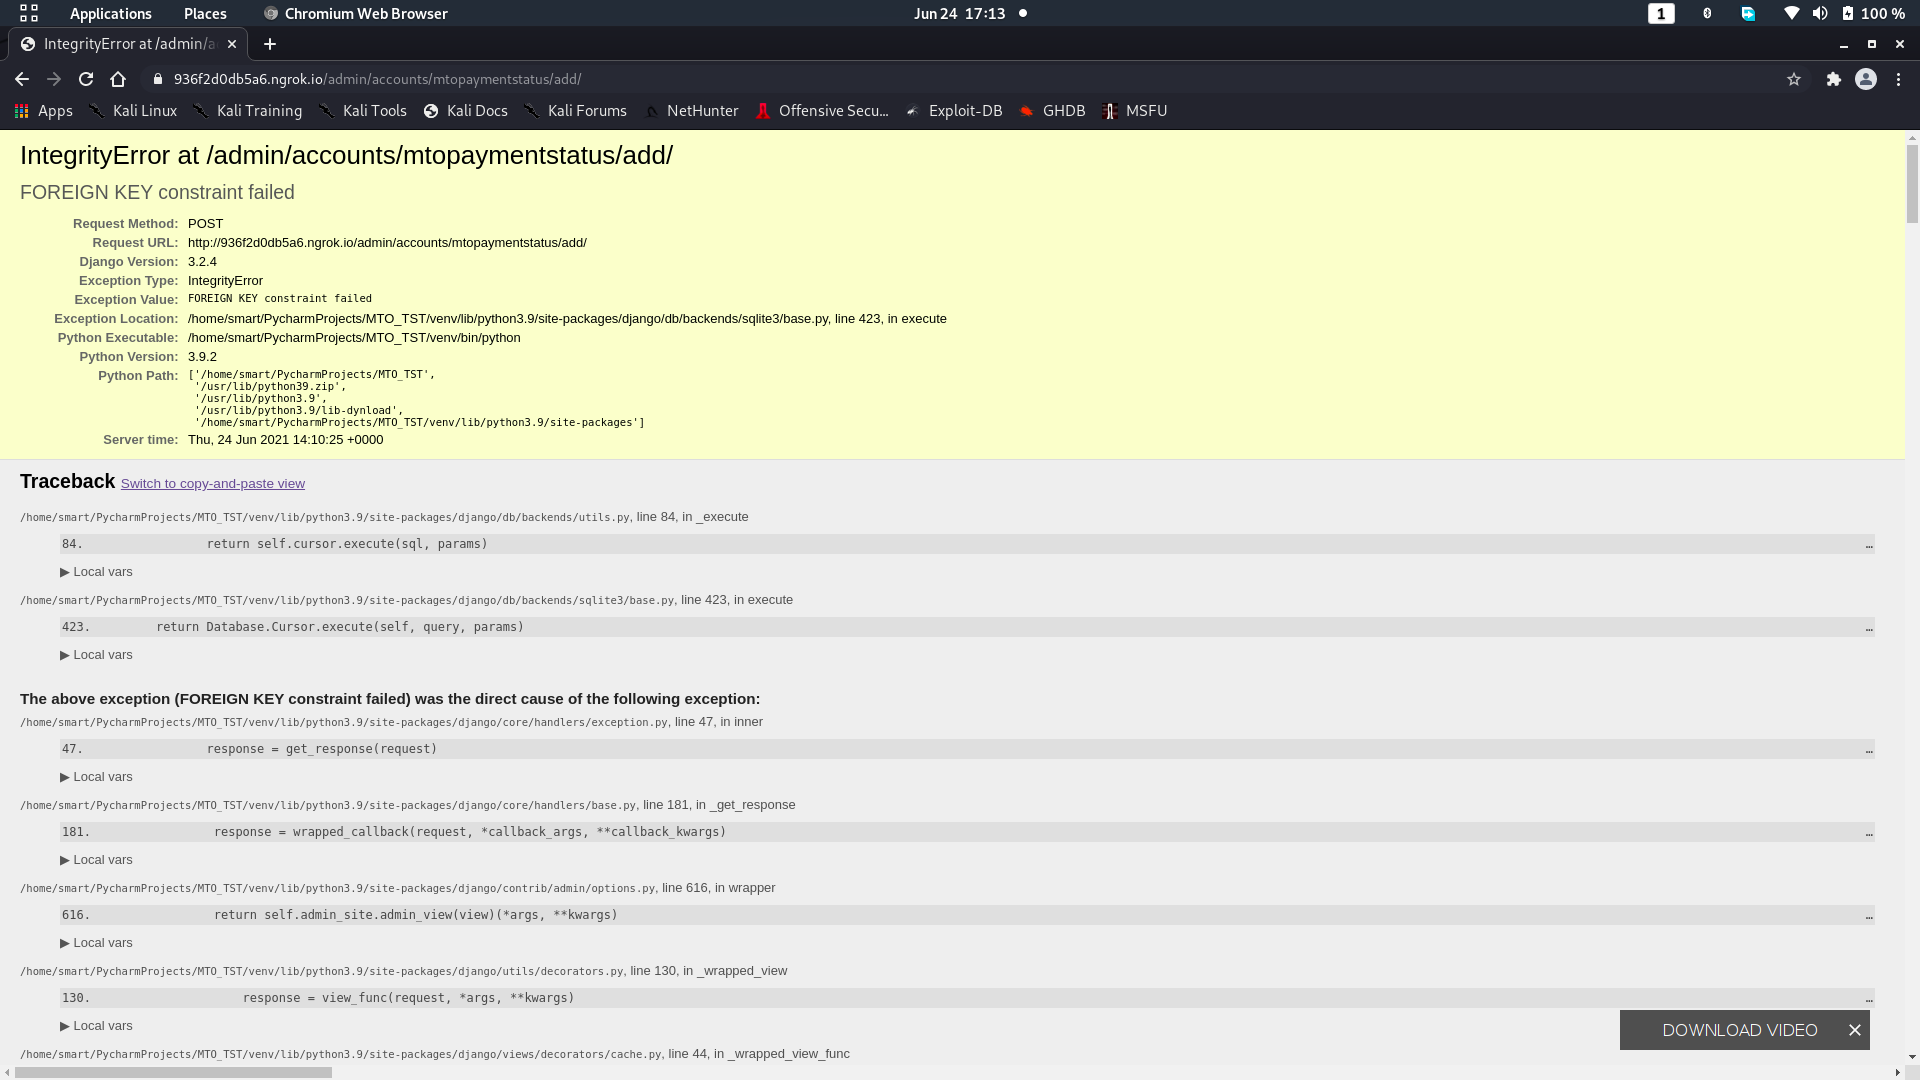 Applications Places Chromium Web Browser Jun 24 17:13 1 100 %
IntegrityError at /admin/a
936f2d0db5a6.ngrok.io/admin/accounts/mtopaymentstatus/add/
Apps Kali Linux Kali Training Kali Tools Kali Docs Kali Forums NetHunter Offensive Secu... Exploit-DB GHDB MSFU
IntegrityError at /admin/accounts/mtopaymentstatus/add/
FOREIGN KEY constraint failed
Request Method: POST
Request URL: http://936f2d0db5a6.ngrok.io/admin/accounts/mtopaymentstatus/add/
Django Version: 3.2.4
Exception Type: IntegrityError
Exception Value: FOREIGN KEY constraint failed
Exception Location: /home/smart/PycharmProjects/MTO_TST/venv/lib/python3.9/site-packages/django/db/backends/sqlite3/base.py, line 423, in execute
Python Executable: /home/smart/PycharmProjects/MTO_TST/venv/bin/python
Python Version: 3.9.2
Python Path: ['/home/smart/PycharmProjects/MTO_TST',
'/usr/lib/python39.zip',
'/usr/lib/python3.9',
'/usr/lib/python3.9/lib-dynload',
'/home/smart/PycharmProjects/MTO_TST/venv/lib/python3.9/site-packages']
Server time: Thu, 24 Jun 2021 14:10:25 +0000
Traceback Switch to copy-and-paste view
/home/smart/PycharmProjects/MTO_TST/venv/lib/python3.9/site-packages/django/db/backends/utils.py, line 84, in _execute
84. return self.cursor.execute(sql, params) …
▶ Local vars
/home/smart/PycharmProjects/MTO_TST/venv/lib/python3.9/site-packages/django/db/backends/sqlite3/base.py, line 423, in execute
423. return Database.Cursor.execute(self, query, params) …
▶ Local vars
The above exception (FOREIGN KEY constraint failed) was the direct cause of the following exception:
/home/smart/PycharmProjects/MTO_TST/venv/lib/python3.9/site-packages/django/core/handlers/exception.py, line 47, in inner
47. response = get_response(request) …
▶ Local vars
/home/smart/PycharmProjects/MTO_TST/venv/lib/python3.9/site-packages/django/core/handlers/base.py, line 181, in _get_response
181. response = wrapped_callback(request, *callback_args, **callback_kwargs) …
▶ Local vars
/home/smart/PycharmProjects/MTO_TST/venv/lib/python3.9/site-packages/django/contrib/admin/options.py, line 616, in wrapper
616. return self.admin_site.admin_view(view)(*args, **kwargs) …
▶ Local vars
/home/smart/PycharmProjects/MTO_TST/venv/lib/python3.9/site-packages/django/utils/decorators.py, line 130, in _wrapped_view
130. response = view_func(request, *args, **kwargs) …
▶ Local vars
DOWNLOAD VIDEO
/home/smart/PycharmProjects/MTO_TST/venv/lib/python3.9/site-packages/django/views/decorators/cache.py, line 44, in _wrapped_view_func